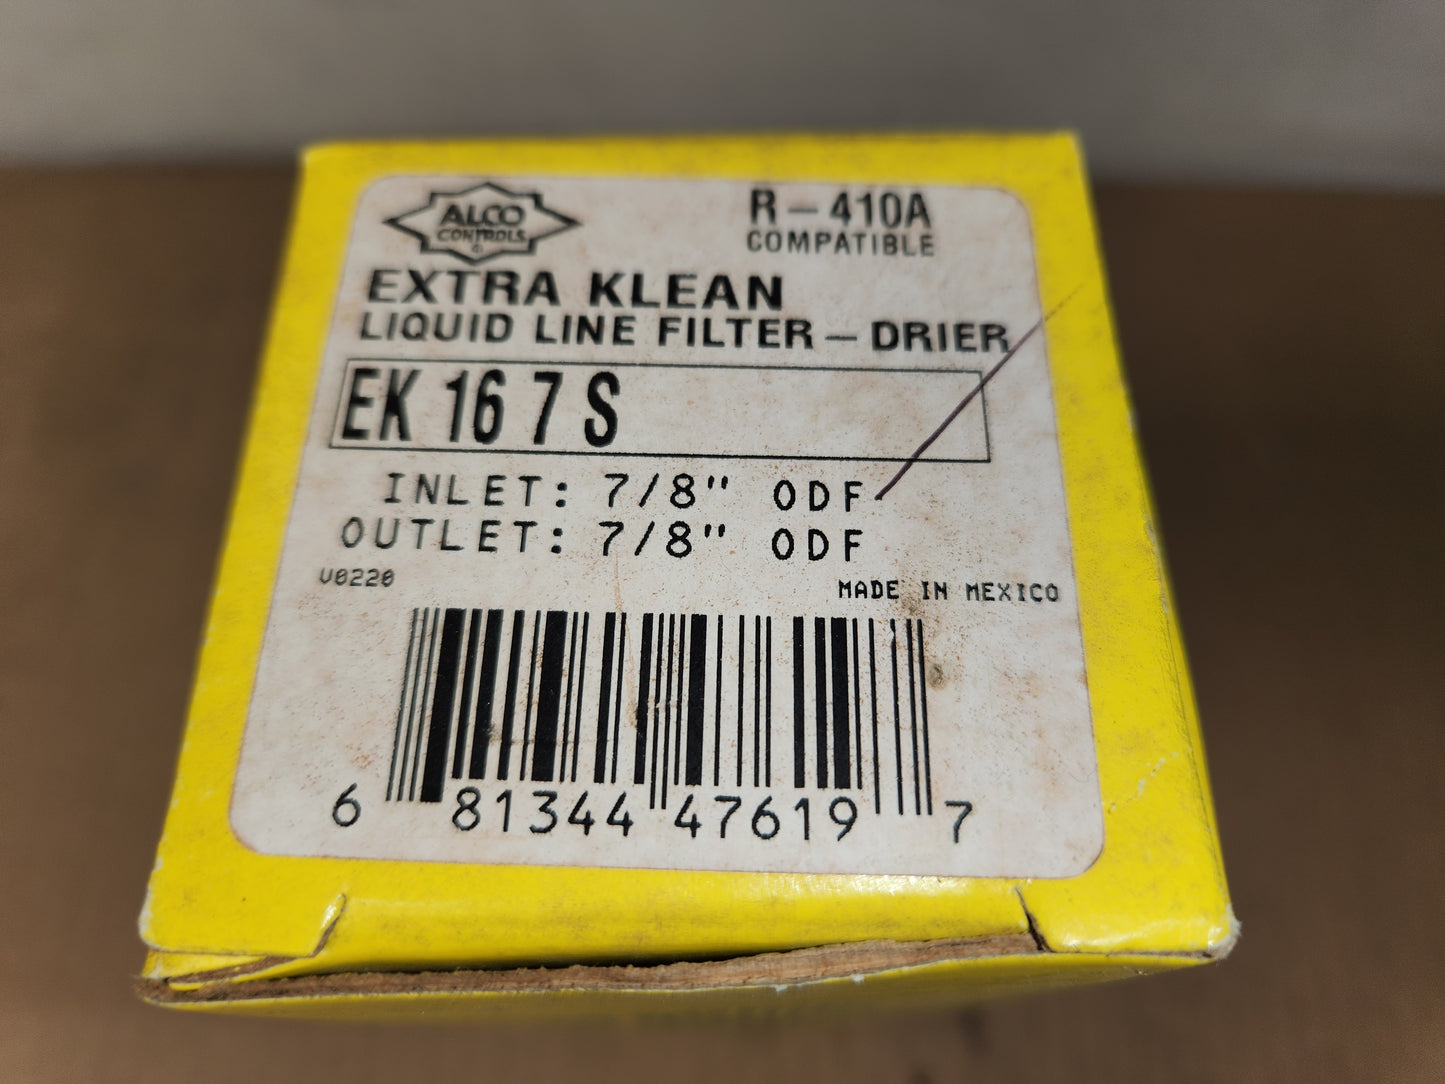 ALCO
CONTROLS
R-410A
COMPATIBLE
EXTRA KLEAN
LIQUID LINE FILTER-DRIER
EK 16 7 S
INLET: 7/8" ODF
OUTLET: 7/8" ODF
V0220
MADE IN MEXICO
6 81344 47619 7